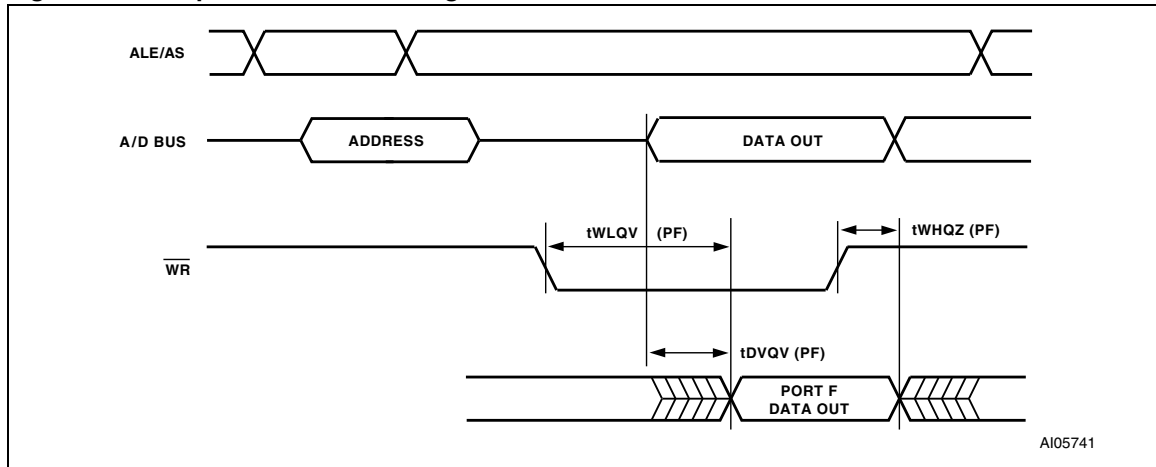 ALE/AS
A/D BUS
ADDRESS
DATA OUT
tWLQV (PF)
tWHQZ (PF)
WR
tDVQV (PF)
PORT F
DATA OUT
AI05741